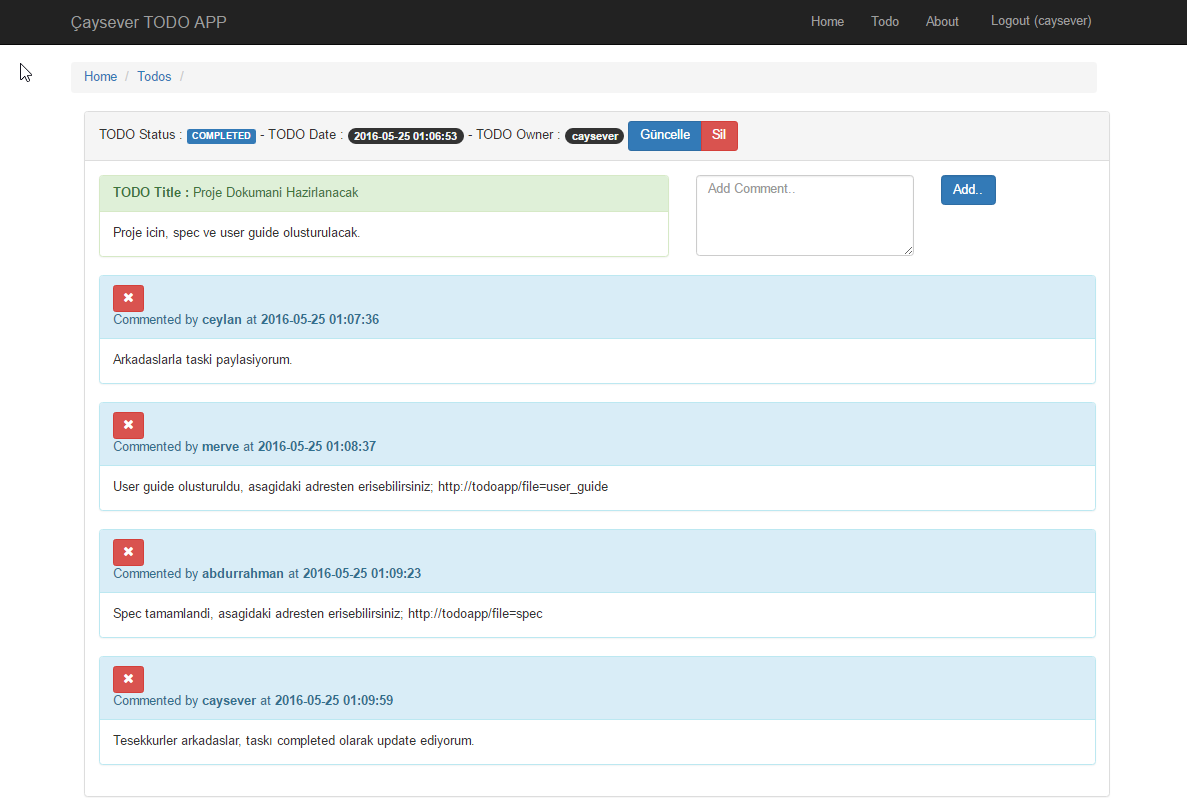 Çaysever TODO APP Home Todo About Logout (caysever)
Home / Todos /
TODO Status : COMPLETED - TODO Date : 2016-05-25 01:06:53 - TODO Owner : caysever Güncelle Sil
TODO Title : Proje Dokumani Hazirlanacak
Proje icin, spec ve user guide olusturulacak.
Add Comment..
Add..
Commented by ceylan at 2016-05-25 01:07:36
Arkadaslarla taski paylasiyorum.
Commented by merve at 2016-05-25 01:08:37
User guide olusturuldu, asagidaki adresten erisebilirsiniz; http://todoapp/file=user_guide
Commented by abdurrahman at 2016-05-25 01:09:23
Spec tamamlandi, asagidaki adresten erisebilirsiniz; http://todoapp/file=spec
Commented by caysever at 2016-05-25 01:09:59
Tesekkurler arkadaslar, taskı completed olarak update ediyorum.